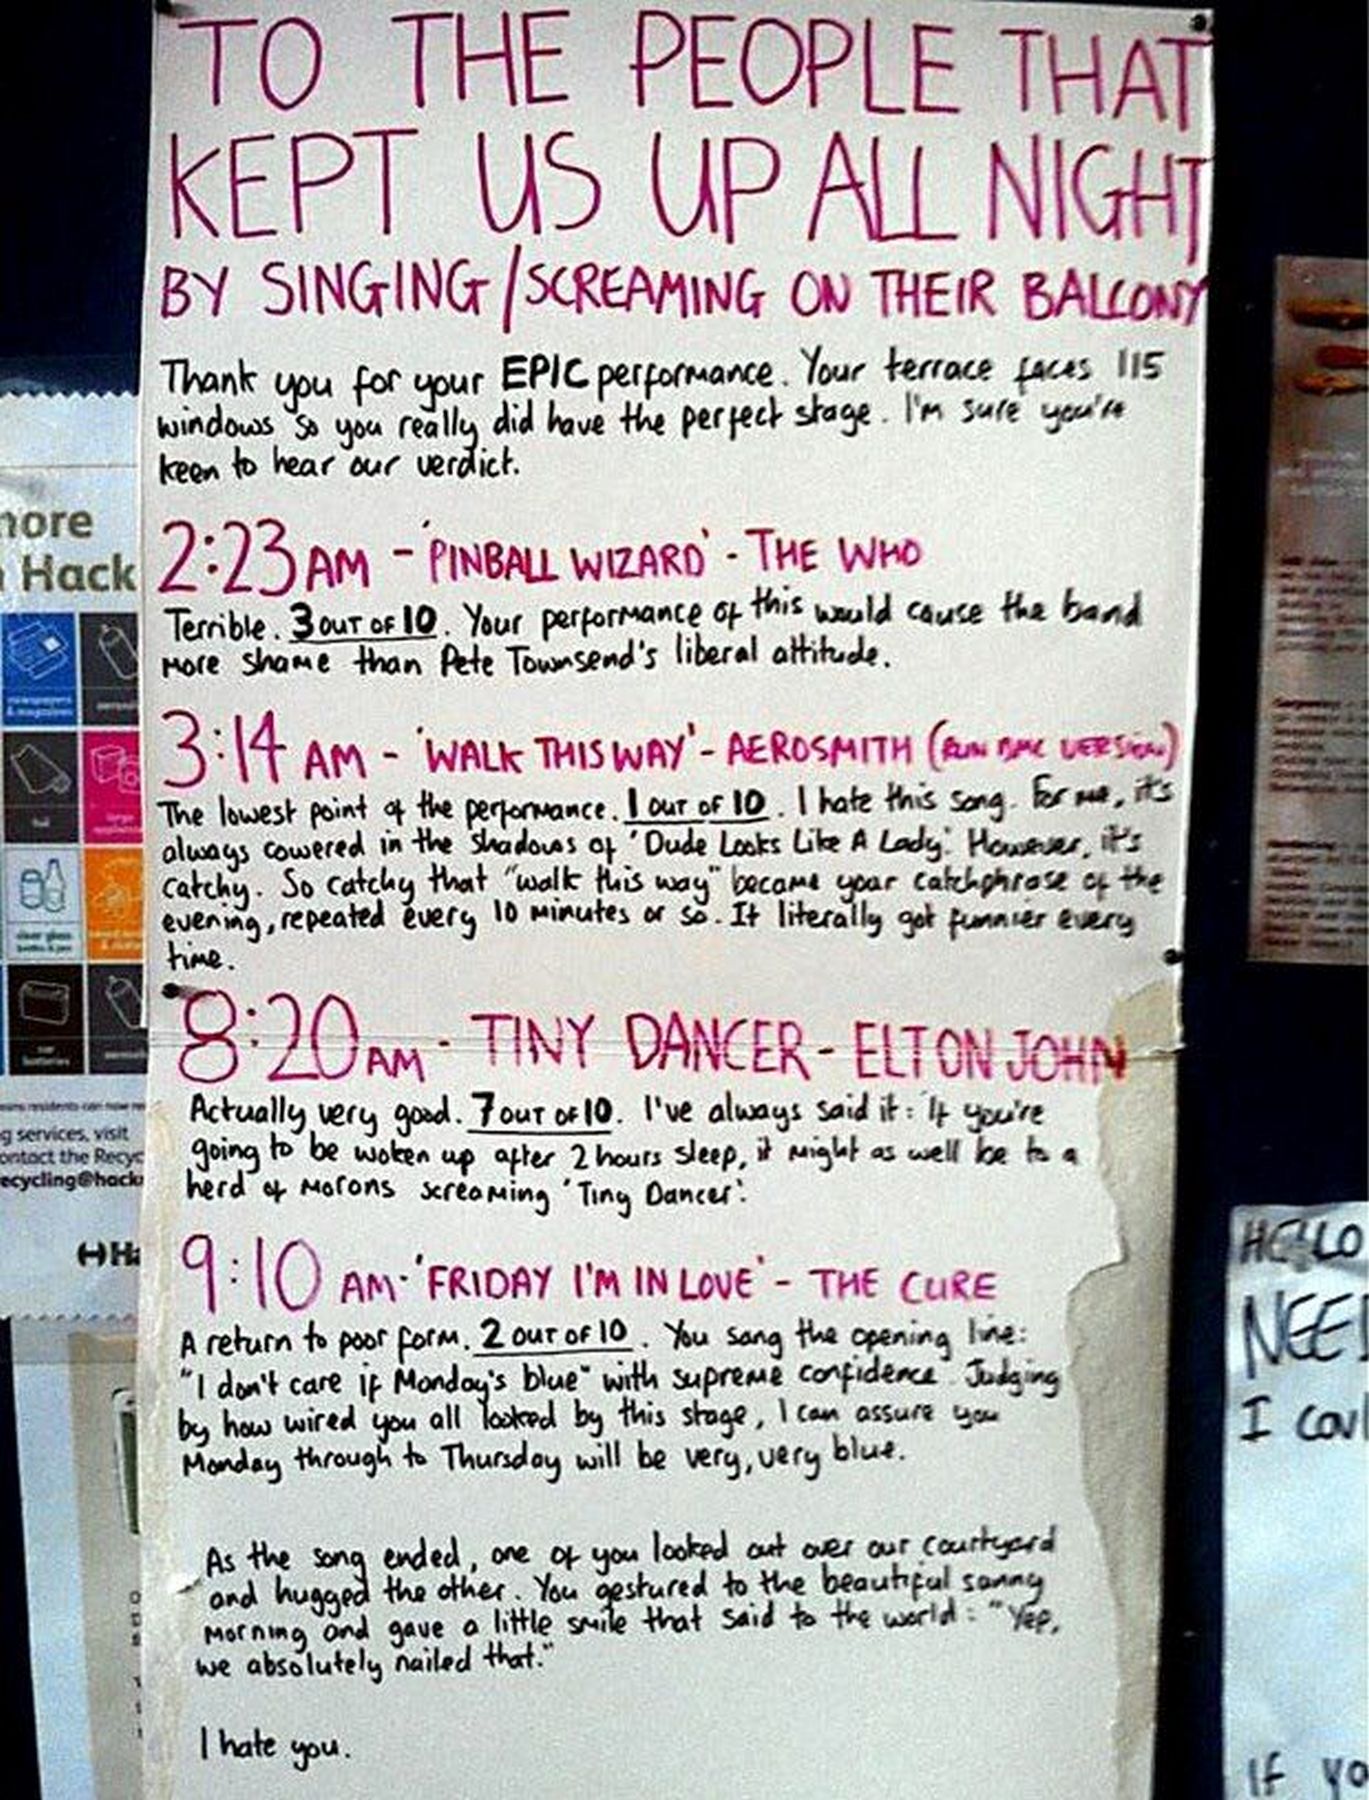 TO THE PEOPLE THAT
KEPT US UP ALL NIGHT
BY SINGING/SCREAMING ON THEIR BALCONY
Thank you for your EPIC performance. Your terrace faces 115
windows so you really did have the perfect stage. I'm sure you're
keen to hear our verdict.
2:23 AM - 'PINBALL WIZARD' - THE WHO
Terrible. 3 OUT OF 10. Your performance of this would cause the band
more shame than Pete Townsend's liberal attitude.
3:14 AM - 'WALK THIS WAY' - AEROSMITH (RUN DMC VERSION)
The lowest point of the performance. 1 OUT OF 10. I hate this song. For me, it's
always cowered in the shadows of 'Dude Looks Like A Lady'. However, it's
catchy. So catchy that "walk this way" became your catchphrase of the
evening, repeated every 10 minutes or so. It literally got funnier every
time.
8:20 AM - TINY DANCER - ELTON JOHN
Actually very good. 7 OUT OF 10. I've always said it: 'If you're
going to be woken up after 2 hours sleep, it might as well be to a
herd of morons screaming 'Tiny Dancer'.
9:10 AM - 'FRIDAY I'M IN LOVE' - THE CURE
A return to poor form. 2 OUT OF 10. You sang the opening line:
"I don't care if Monday's blue" with supreme confidence. Judging
by how wired you all looked by this stage, I can assure you
Monday through to Thursday will be very, very blue.
As the song ended, one of you looked out over our courtyard
and hugged the other. You gestured to the beautiful sunny
morning and gave a little smile that said to the world: "Yep,
we absolutely nailed that."
I hate you.
more
Hack
newspapers
& magazines
batteries
g services, visit
ontact the Recyc
ecycling@hack
HELLO
NEE
I cou
If yo